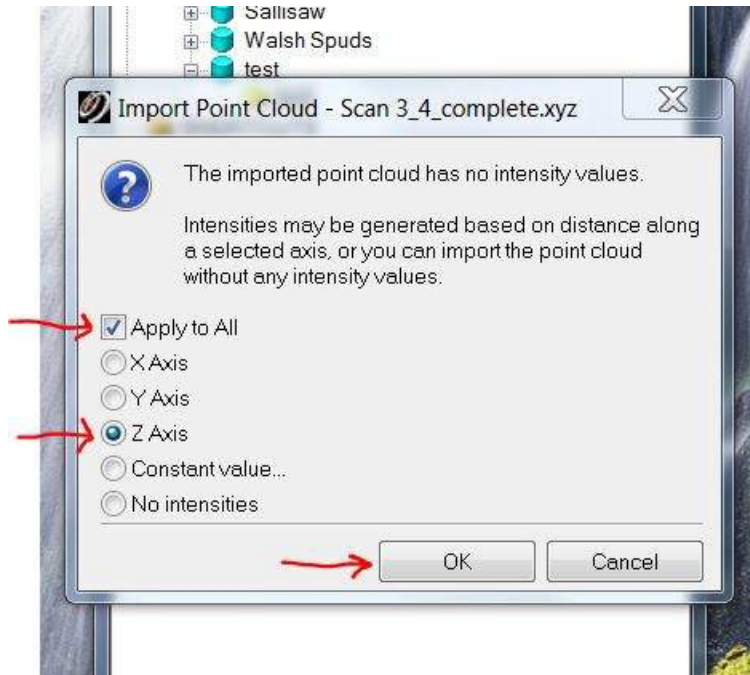 Sallisaw
Walsh Spuds
test
Import Point Cloud - Scan 3_4_complete.xyz
The imported point cloud has no intensity values.
Intensities may be generated based on distance along
a selected axis, or you can import the point cloud
without any intensity values.
Apply to All
X Axis
Y Axis
Z Axis
Constant value...
No intensities
OK
Cancel